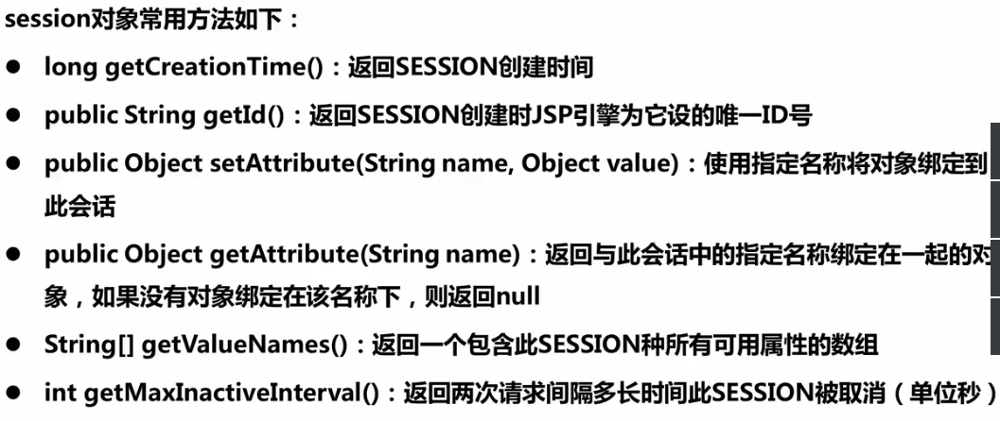 session对象常用方法如下：
● long getCreationTime()：返回SESSION创建时间
● public String getId()：返回SESSION创建时JSP引擎为它设的唯一ID号
● public Object setAttribute(String name, Object value)：使用指定名称将对象绑定到
此会话
● public Object getAttribute(String name)：返回与此会话中的指定名称绑定在一起的对
象，如果没有对象绑定在该名称下，则返回null
● String[] getValueNames()：返回一个包含此SESSION种所有可用属性的数组
● int getMaxInactiveInterval()：返回两次请求间隔多长时间此SESSION被取消（单位秒）